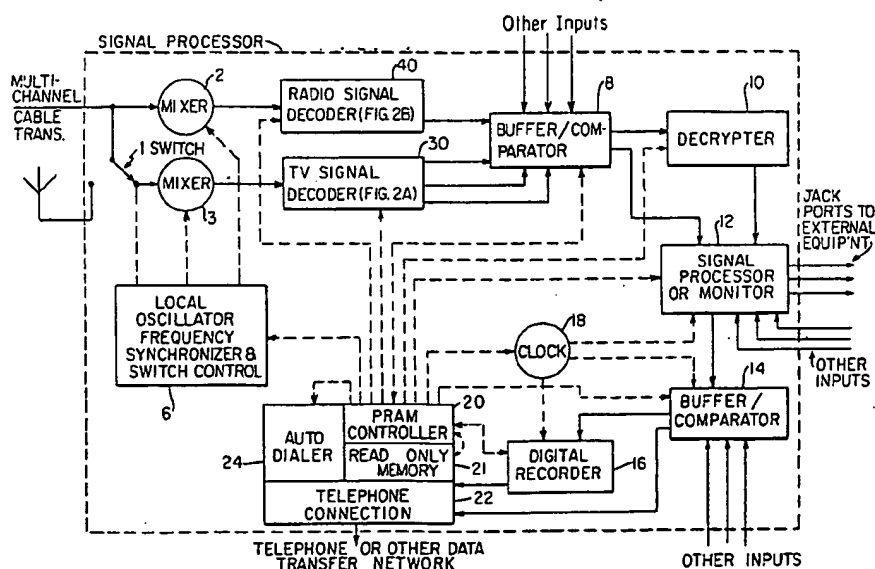 Other Inputs
SIGNAL PROCESSOR
MULTI-
CHANNEL
CABLE
TRANS.
2
MIXER
40
RADIO SIGNAL
DECODER (FIG. 2B)
8
BUFFER/COM-
PARATOR
10
DECRYPTER
1 SWITCH
30
TV SIGNAL
DECODER (FIG. 2A)
MIXER
3
JACK
PORTS TO
EXTERNAL
EQUIP'NT
12
SIGNAL
PROCESSOR
OR MONITOR
OTHER
INPUTS
LOCAL
OSCILLATOR
FREQUENCY
SYNCHRONIZER &
SWITCH CONTROL
6
18
CLOCK
14
BUFFER/
COMPARATOR
20
PRAM
CONTROLLER
AUTO
DIALER
24
READ ONLY
MEMORY
21
DIGITAL
RECORDER
16
22
TELEPHONE
CONNECTION
TELEPHONE OR OTHER DATA
TRANSFER NETWORK
OTHER INPUTS